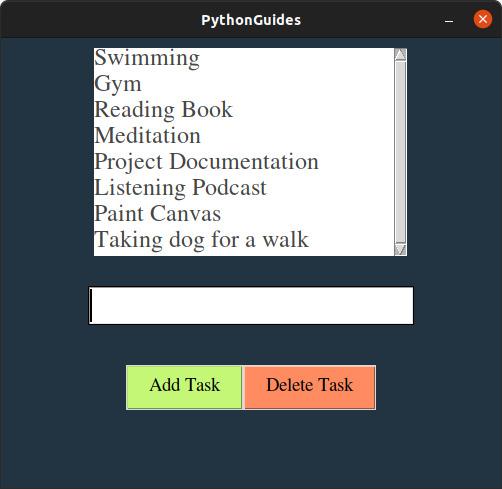 PythonGuides
Swimming
Gym
Reading Book
Meditation
Project Documentation
Listening Podcast
Paint Canvas
Taking dog for a walk
Add Task
Delete Task